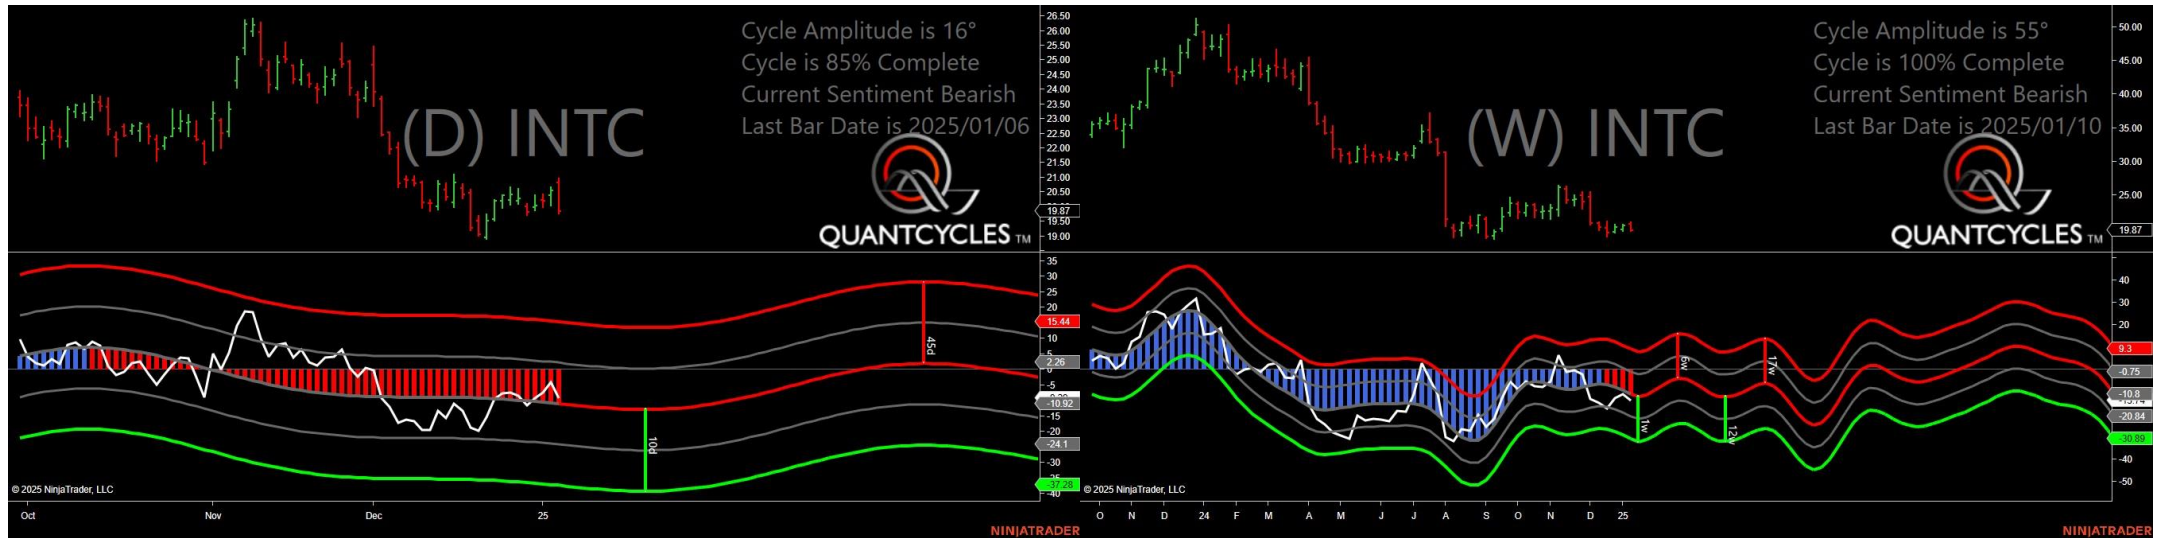 Cycle Amplitude is 16°
Cycle is 85% Complete
Current Sentiment Bearish
Last Bar Date is 2025/01/06
(D) INTC
QUANTCYCLES TM
26.50
26.00
25.50
25.00
24.50
24.00
23.50
23.00
22.50
22.00
21.50
21.00
20.50
19.87
19.50
19.00
35
30
25
20
15.44
10
5
2.26
0
-5
-10.92
-15
-20
-24.1
-30
-35
-37.28
-40
45d
10d
© 2025 NinjaTrader, LLC
Oct Nov Dec 25
NINJATRADER
Cycle Amplitude is 55°
Cycle is 100% Complete
Current Sentiment Bearish
Last Bar Date is 2025/01/10
(W) INTC
QUANTCYCLES TM
50.00
45.00
40.00
35.00
30.00
25.00
19.87
40
30
20
9.3
-0.75
-10.8
-20.84
-30.89
-40
-50
6w
17w
1w
12w
© 2025 NinjaTrader, LLC
O N D 24 F M A M J J A S O N D 25
NINJATRADER